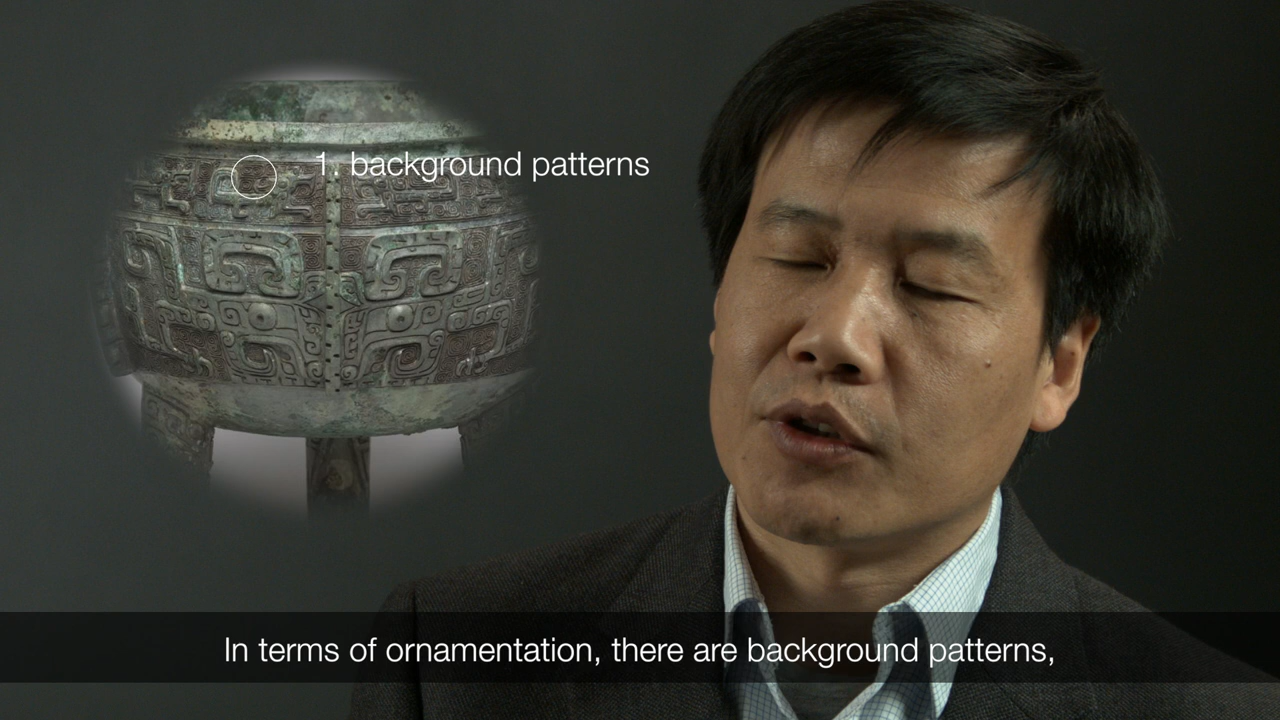 1. background patterns
In terms of ornamentation, there are background patterns,